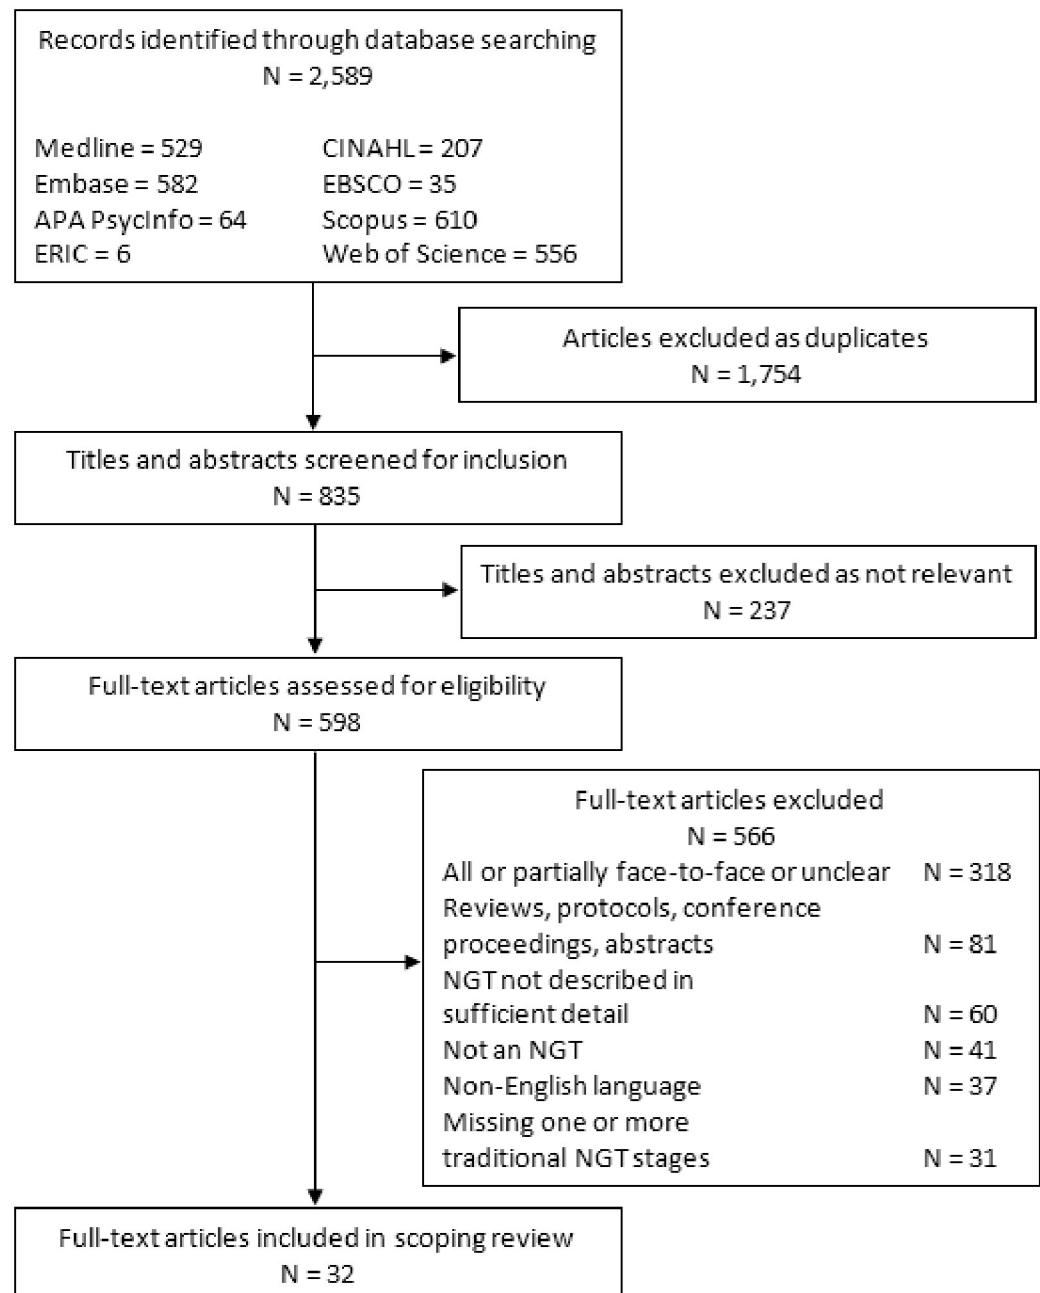 Records identified through database searching
N = 2,589
Medline = 529 CINAHL = 207
Embase = 582 EBSCO = 35
APA PsycInfo = 64 Scopus = 610
ERIC = 6 Web of Science = 556
Articles excluded as duplicates
N = 1,754
Titles and abstracts screened for inclusion
N = 835
Titles and abstracts excluded as not relevant
N = 237
Full-text articles assessed for eligibility
N = 598
Full-text articles excluded
N = 566
All or partially face-to-face or unclear N = 318
Reviews, protocols, conference
proceedings, abstracts N = 81
NGT not described in
sufficient detail N = 60
Not an NGT N = 41
Non-English language N = 37
Missing one or more
traditional NGT stages N = 31
Full-text articles included in scoping review
N = 32